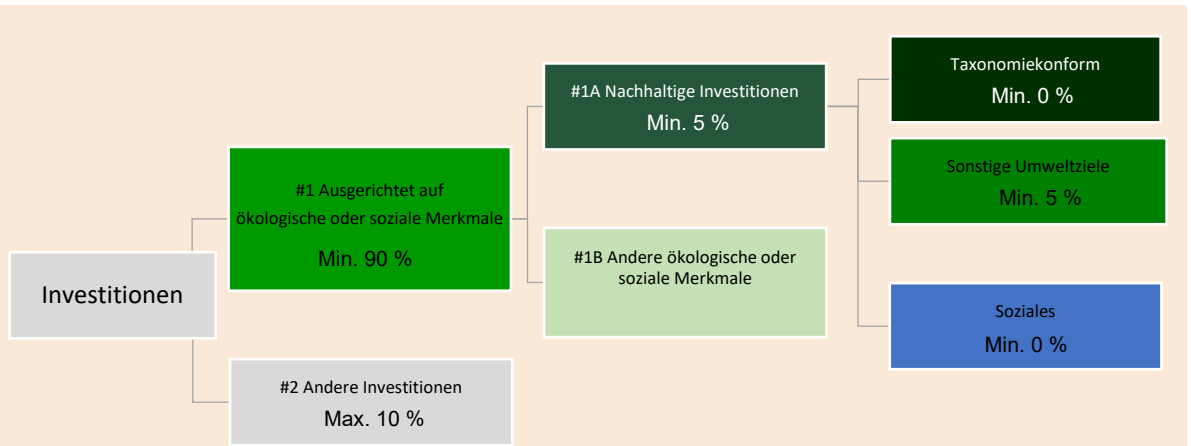 Investitionen
#1 Ausgerichtet auf
ökologische oder soziale Merkmale
Min. 90 %
#2 Andere Investitionen
Max. 10 %
#1A Nachhaltige Investitionen
Min. 5 %
#1B Andere ökologische oder
soziale Merkmale
Taxonomiekonform
Min. 0 %
Sonstige Umweltziele
Min. 5 %
Soziales
Min. 0 %